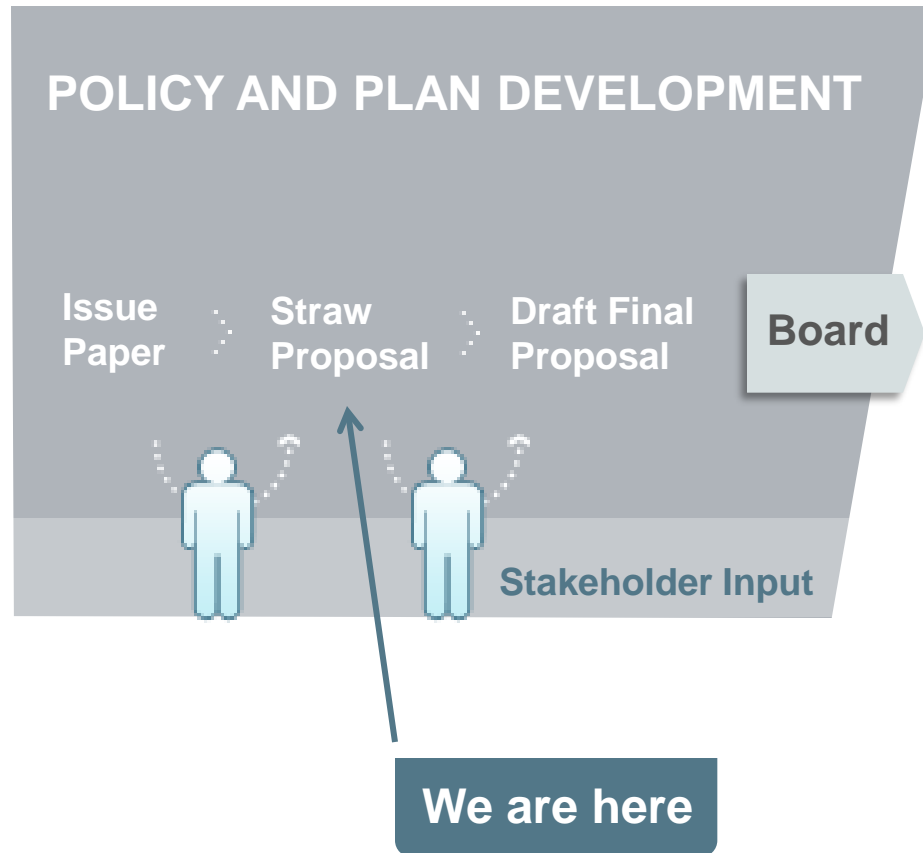 POLICY AND PLAN DEVELOPMENT
Issue
Paper
Straw
Proposal
Draft Final
Proposal
Board
Stakeholder Input
We are here